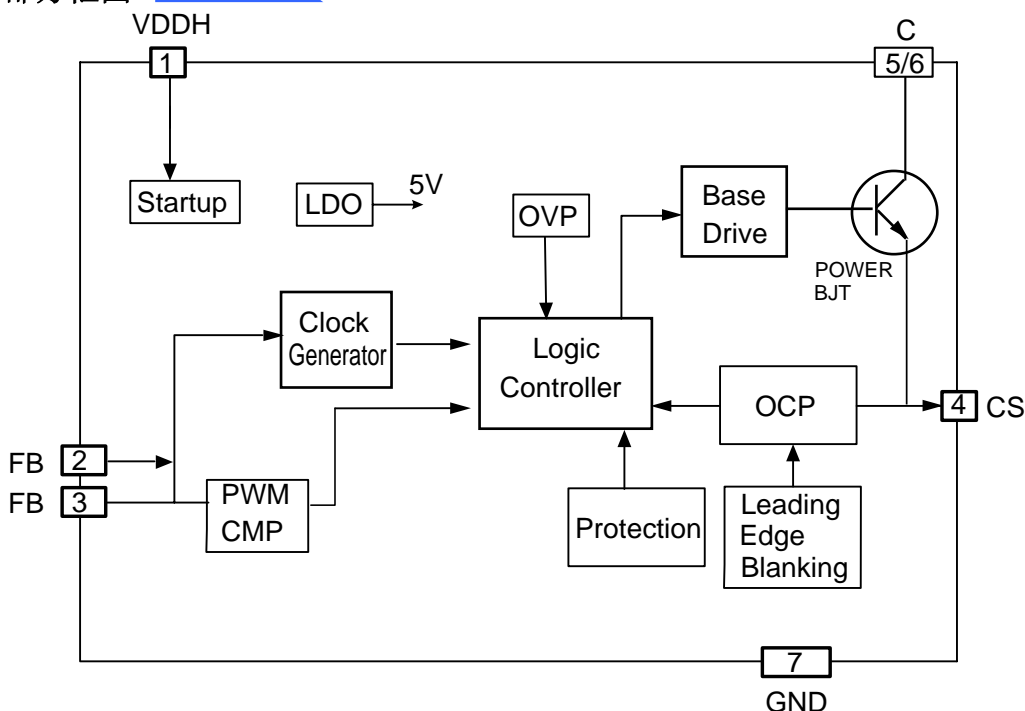 VDDH
C
1
5/6
Startup
LDO
5V
OVP
Base
Drive
POWER
BJT
Clock
Generator
Logic
Controller
OCP
4
CS
FB
2
FB
3
PWM
CMP
Protection
Leading
Edge
Blanking
7
GND